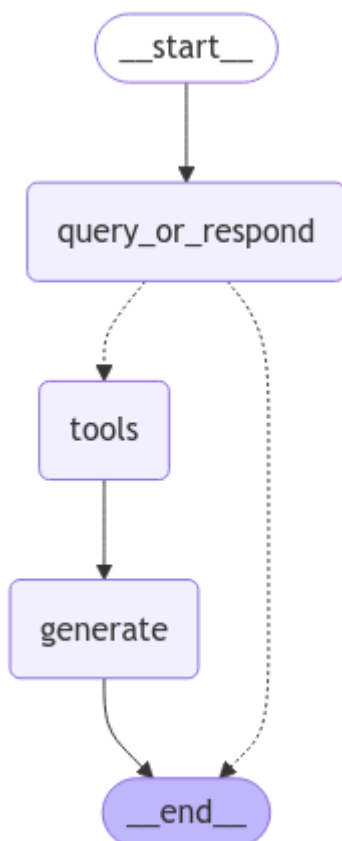 __start__
query_or_respond
tools
generate
__end__